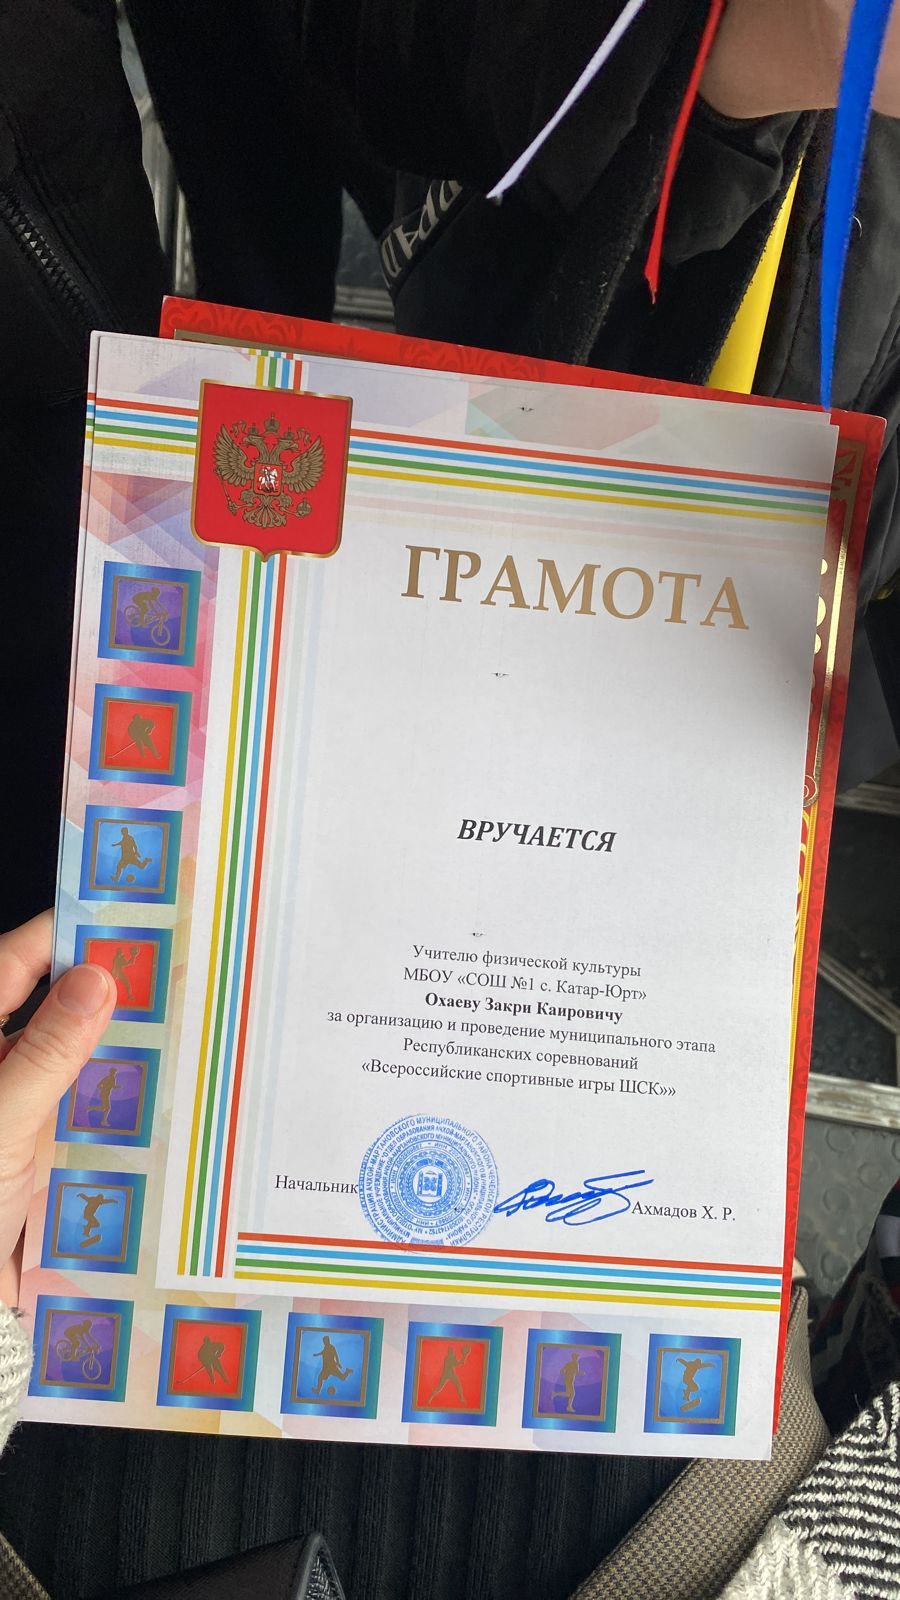 ГРАМОТА
ВРУЧАЕТСЯ
Учителю физической культуры
МБОУ «СОШ №1 с. Катар-Юрт»
Охаеву Закри Каировичу
за организацию и проведение муниципального этапа
Республиканских соревнований
«Всероссийские спортивные игры ШСК»»
Начальник
Ахмадов Х. Р.